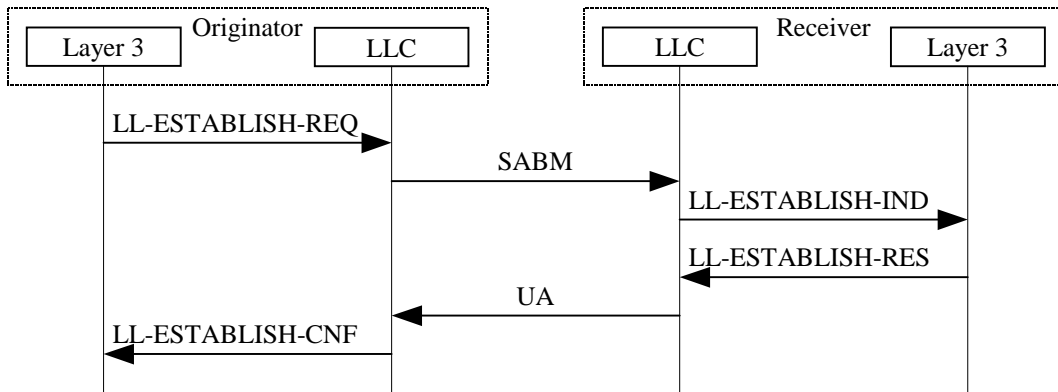 Originator
Receiver
Layer 3
LLC
LLC
Layer 3
LL-ESTABLISH-REQ
SABM
LL-ESTABLISH-IND
LL-ESTABLISH-RES
UA
LL-ESTABLISH-CNF